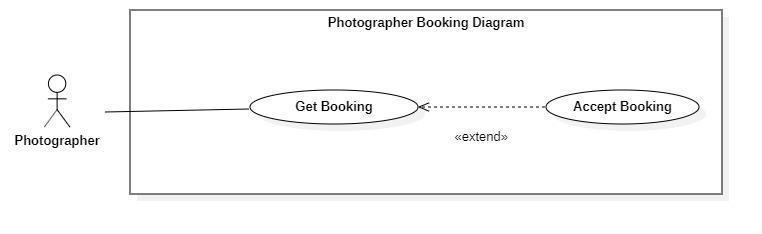 Photographer Booking Diagram
Get Booking
Accept Booking
Photographer
«extend»